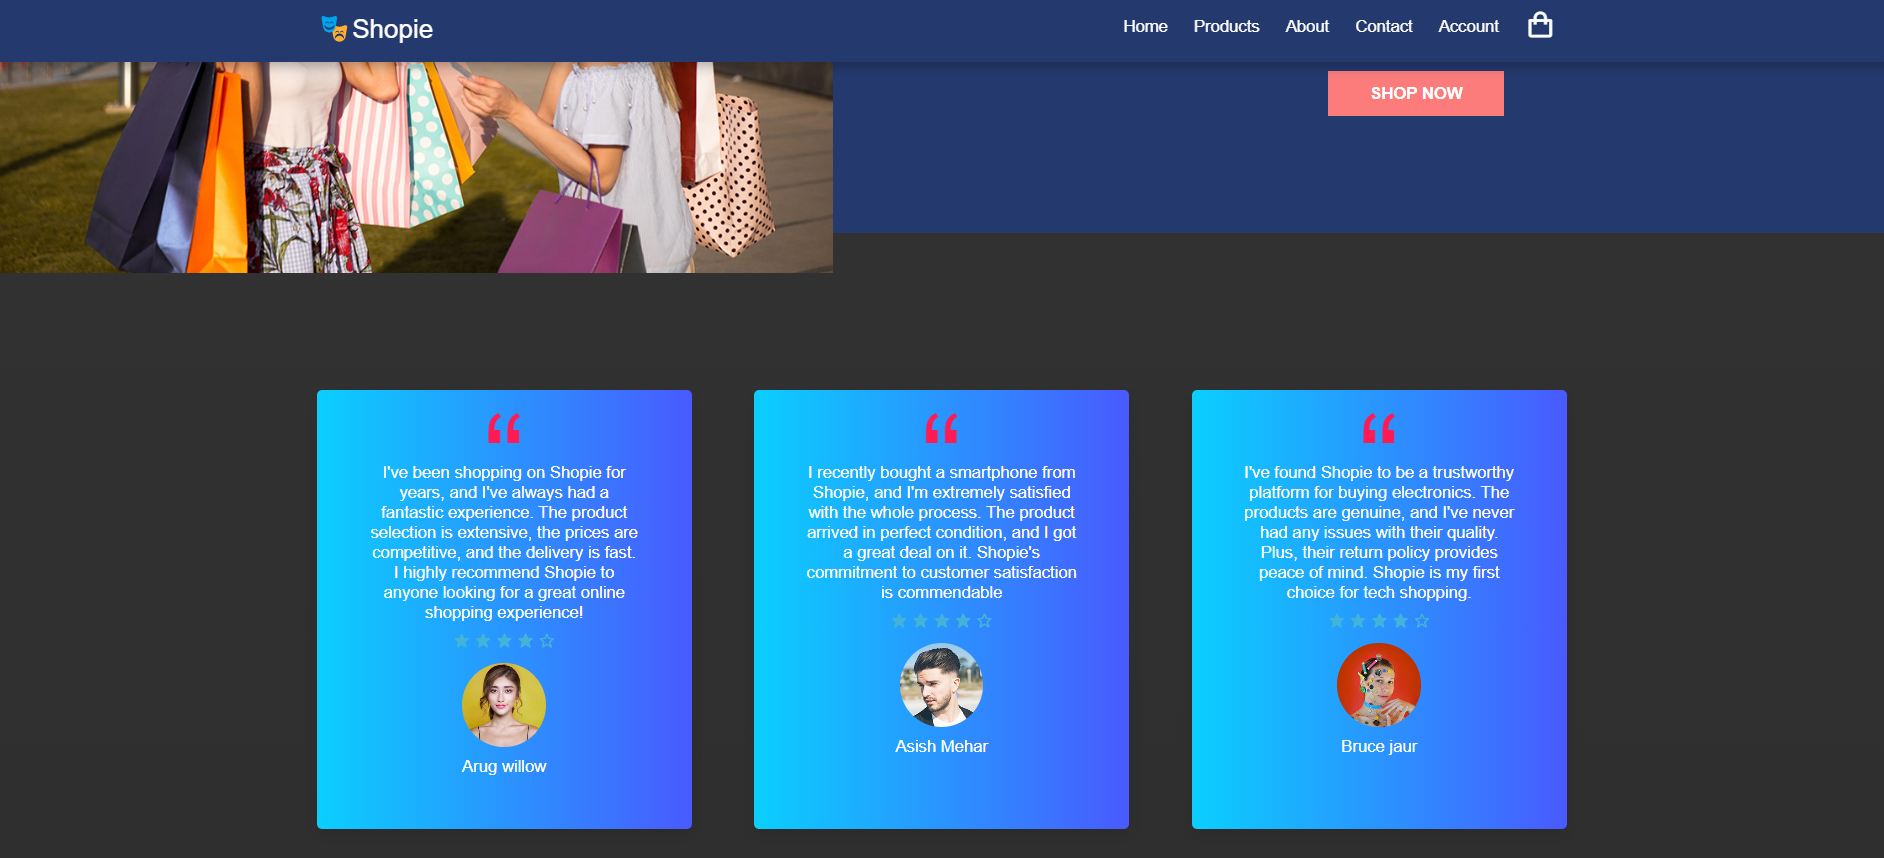 Shopie
Home Products About Contact Account
SHOP NOW
I've been shopping on Shopie for
years, and I've always had a
fantastic experience. The product
selection is extensive, the prices are
competitive, and the delivery is fast.
I highly recommend Shopie to
anyone looking for a great online
shopping experience!
Arug willow
I recently bought a smartphone from
Shopie, and I'm extremely satisfied
with the whole process. The product
arrived in perfect condition, and I got
a great deal on it. Shopie's
commitment to customer satisfaction
is commendable
Asish Mehar
I've found Shopie to be a trustworthy
platform for buying electronics. The
products are genuine, and I've never
had any issues with their quality.
Plus, their return policy provides
peace of mind. Shopie is my first
choice for tech shopping.
Bruce jaur